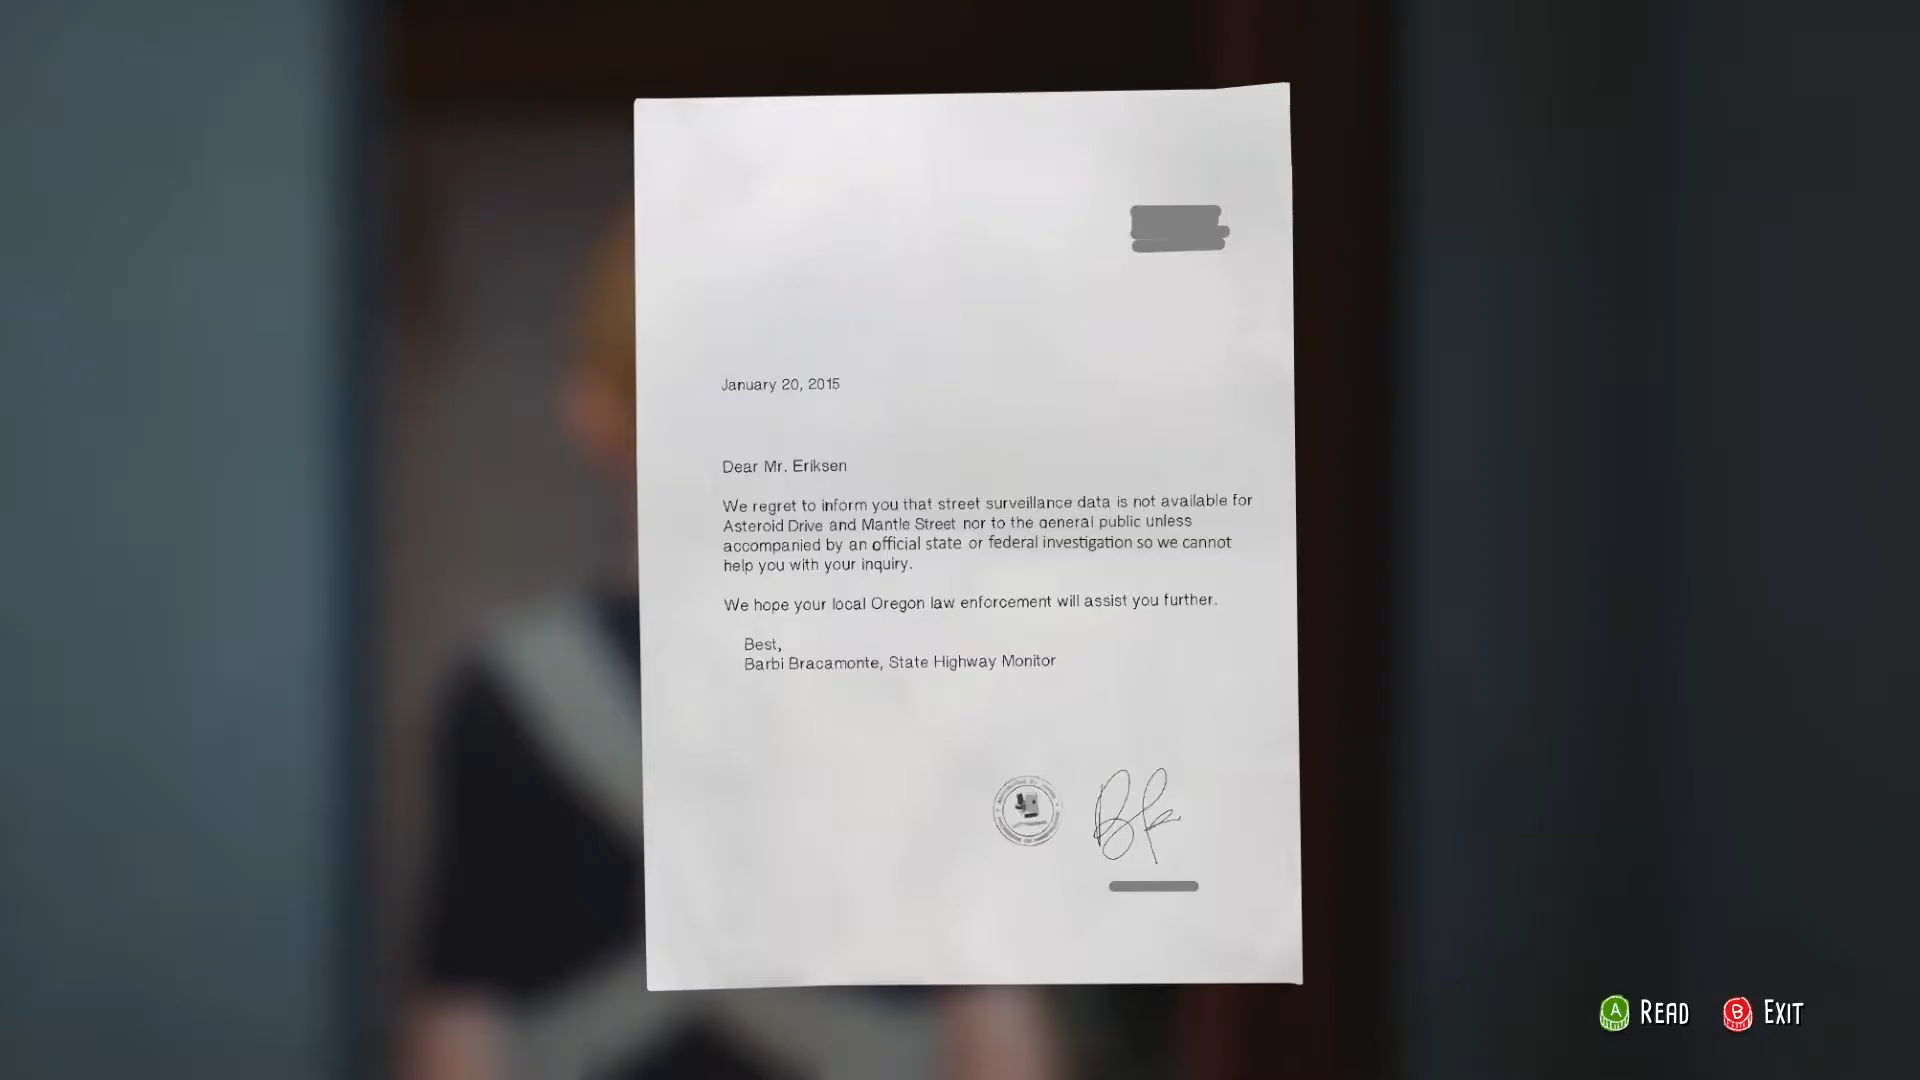 January 20, 2015
Dear Mr. Eriksen
We regret to inform you that street surveillance data is not available for
Asteroid Drive and Mantle Street nor to the general public unless
accompanied by an official state or federal investigation so we cannot
help you with your inquiry.
We hope your local Oregon law enforcement will assist you further.
Best,
Barbi Bracamonte, State Highway Monitor
A READ B EXIT